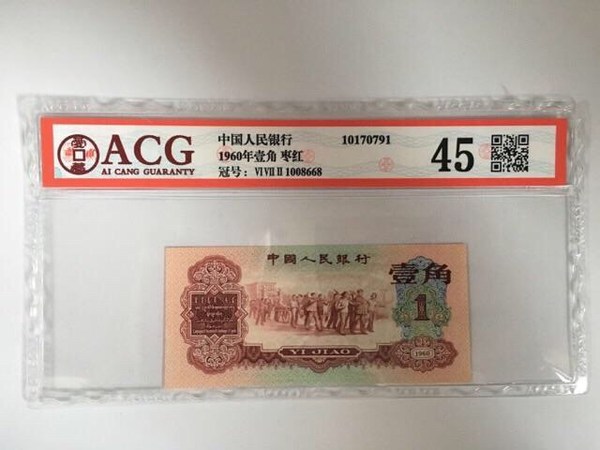 ACG
AI CANG GUARANTY
中国人民银行
1960年壹角 枣红
冠号: VI VII II 1008668
10170791
45
中國人民銀行
壹角
1
YI JIAO
1960